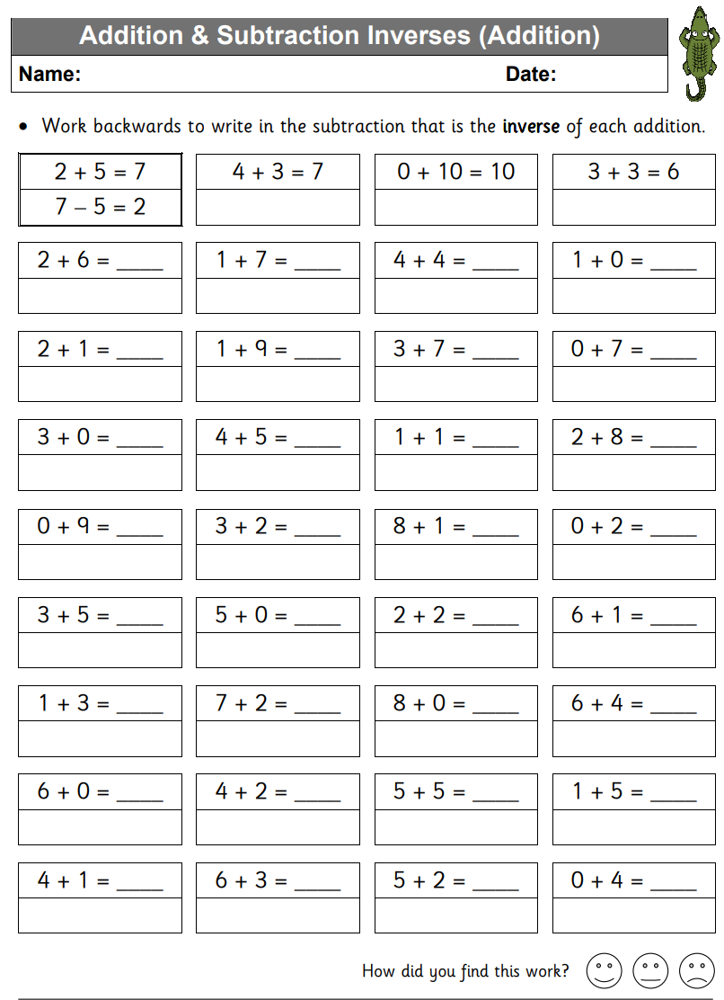 Addition & Subtraction Inverses (Addition)
Name: Date:
• Work backwards to write in the subtraction that is the inverse of each addition.
2 + 5 = 7 4 + 3 = 7 0 + 10 = 10 3 + 3 = 6
7 – 5 = 2
2 + 6 = ____ 1 + 7 = ____ 4 + 4 = ____ 1 + 0 = ____
2 + 1 = ____ 1 + 9 = ____ 3 + 7 = ____ 0 + 7 = ____
3 + 0 = ____ 4 + 5 = ____ 1 + 1 = ____ 2 + 8 = ____
0 + 9 = ____ 3 + 2 = ____ 8 + 1 = ____ 0 + 2 = ____
3 + 5 = ____ 5 + 0 = ____ 2 + 2 = ____ 6 + 1 = ____
1 + 3 = ____ 7 + 2 = ____ 8 + 0 = ____ 6 + 4 = ____
6 + 0 = ____ 4 + 2 = ____ 5 + 5 = ____ 1 + 5 = ____
4 + 1 = ____ 6 + 3 = ____ 5 + 2 = ____ 0 + 4 = ____
How did you find this work?